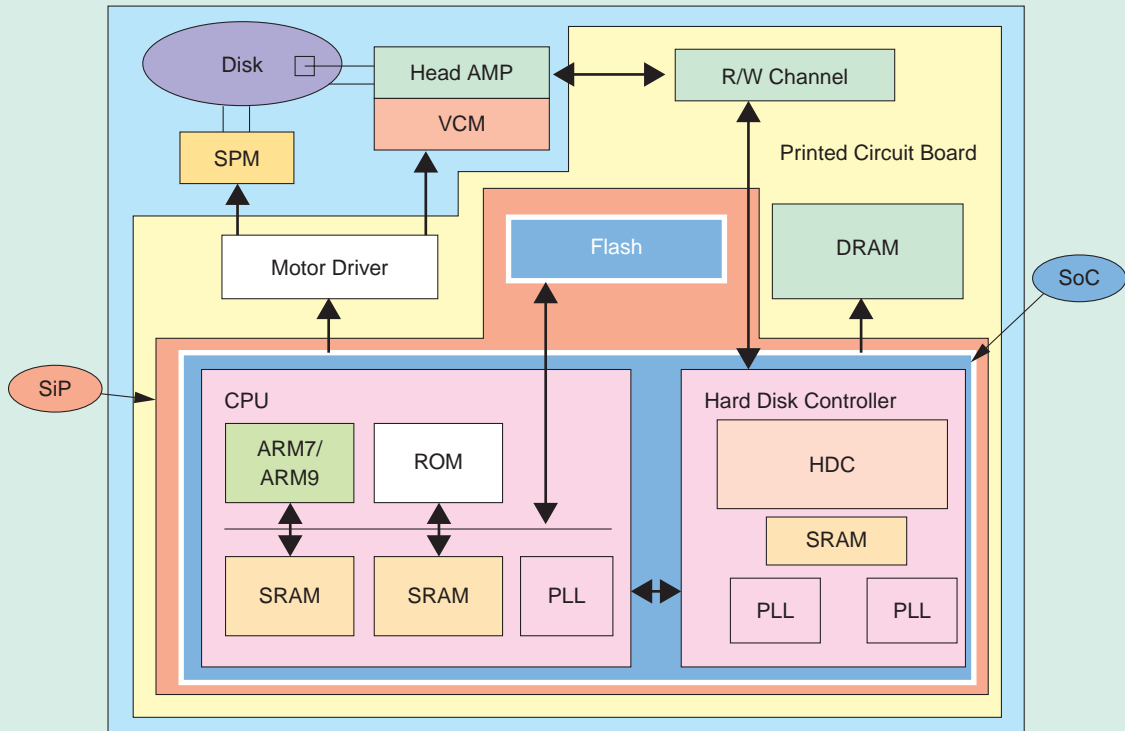 Disk
Head AMP
R/W Channel
VCM
SPM
Printed Circuit Board
Flash
DRAM
Motor Driver
SoC
SiP
CPU
Hard Disk Controller
ARM7/
ARM9
ROM
HDC
SRAM
SRAM
SRAM
PLL
PLL
PLL